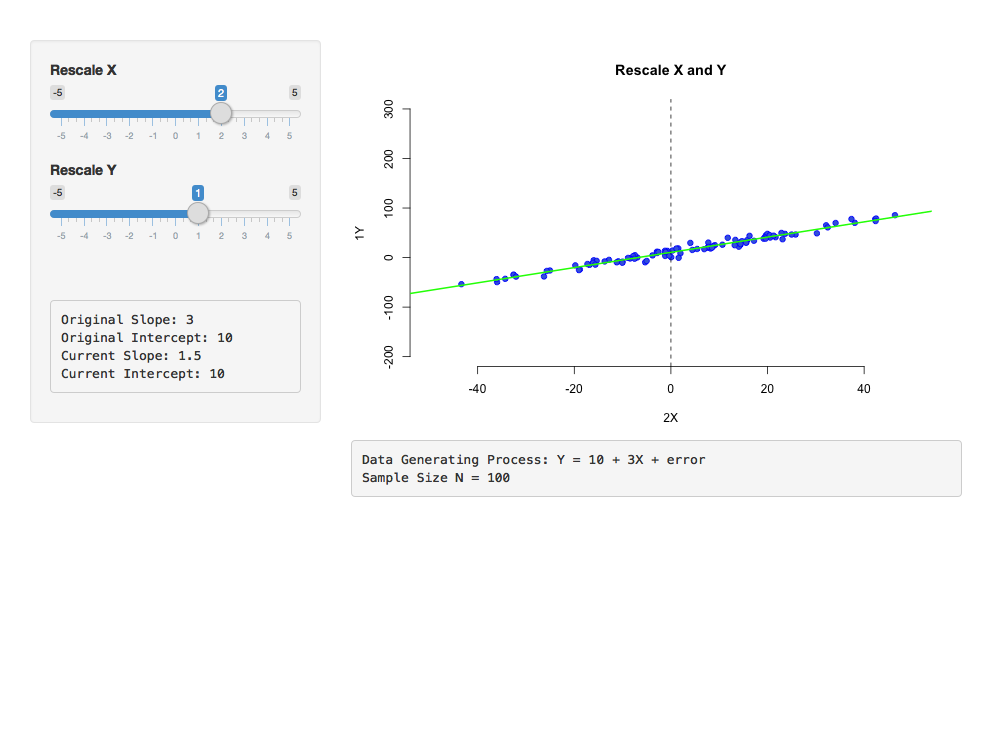 Rescale X
-5 2 5
-5 -4 -3 -2 -1 0 1 2 3 4 5
Rescale Y
-5 1 5
-5 -4 -3 -2 -1 0 1 2 3 4 5
Original Slope: 3
Original Intercept: 10
Current Slope: 1.5
Current Intercept: 10
Rescale X and Y
1Y
300
200
100
0
-100
-200
-40 -20 0 20 40
2X
Data Generating Process: Y = 10 + 3X + error
Sample Size N = 100